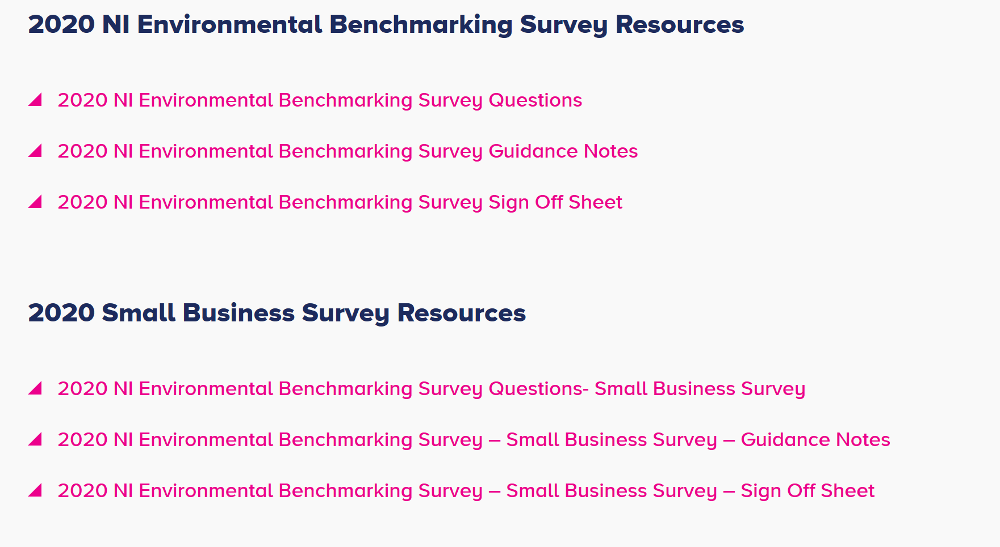 2020 NI Environmental Benchmarking Survey Resources
2020 NI Environmental Benchmarking Survey Questions
2020 NI Environmental Benchmarking Survey Guidance Notes
2020 NI Environmental Benchmarking Survey Sign Off Sheet
2020 Small Business Survey Resources
2020 NI Environmental Benchmarking Survey Questions- Small Business Survey
2020 NI Environmental Benchmarking Survey – Small Business Survey – Guidance Notes
2020 NI Environmental Benchmarking Survey – Small Business Survey – Sign Off Sheet